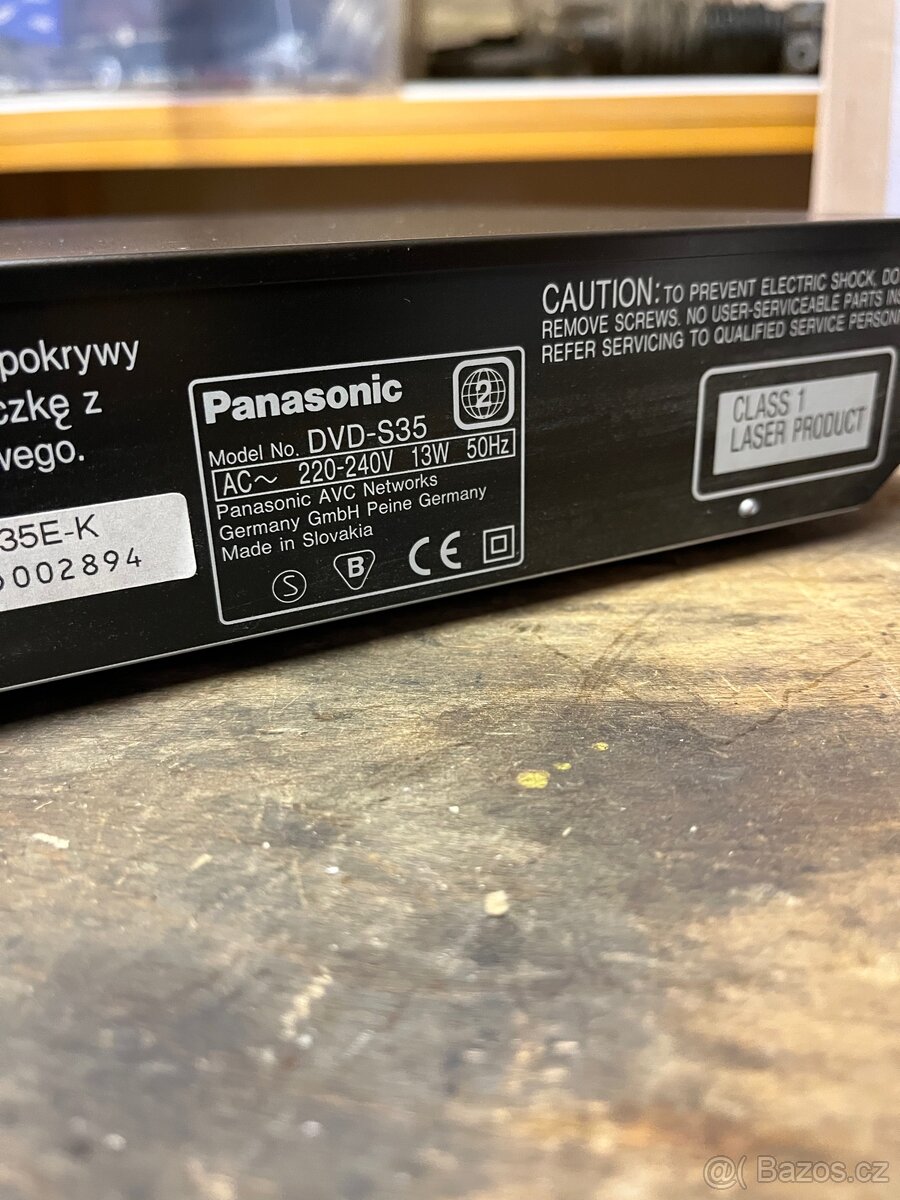 pokrywy
czkę z
wego.
35E-K
002894
Panasonic
2
Model No. DVD-S35
AC~ 220-240V 13W 50Hz
Panasonic AVC Networks
Germany GmbH Peine Germany
Made in Slovakia
S B CE
CAUTION: TO PREVENT ELECTRIC SHOCK, DO
REMOVE SCREWS. NO USER-SERVICEABLE PARTS INS
REFER SERVICING TO QUALIFIED SERVICE PERSONN
CLASS 1
LASER PRODUCT
@( Bazos.cz